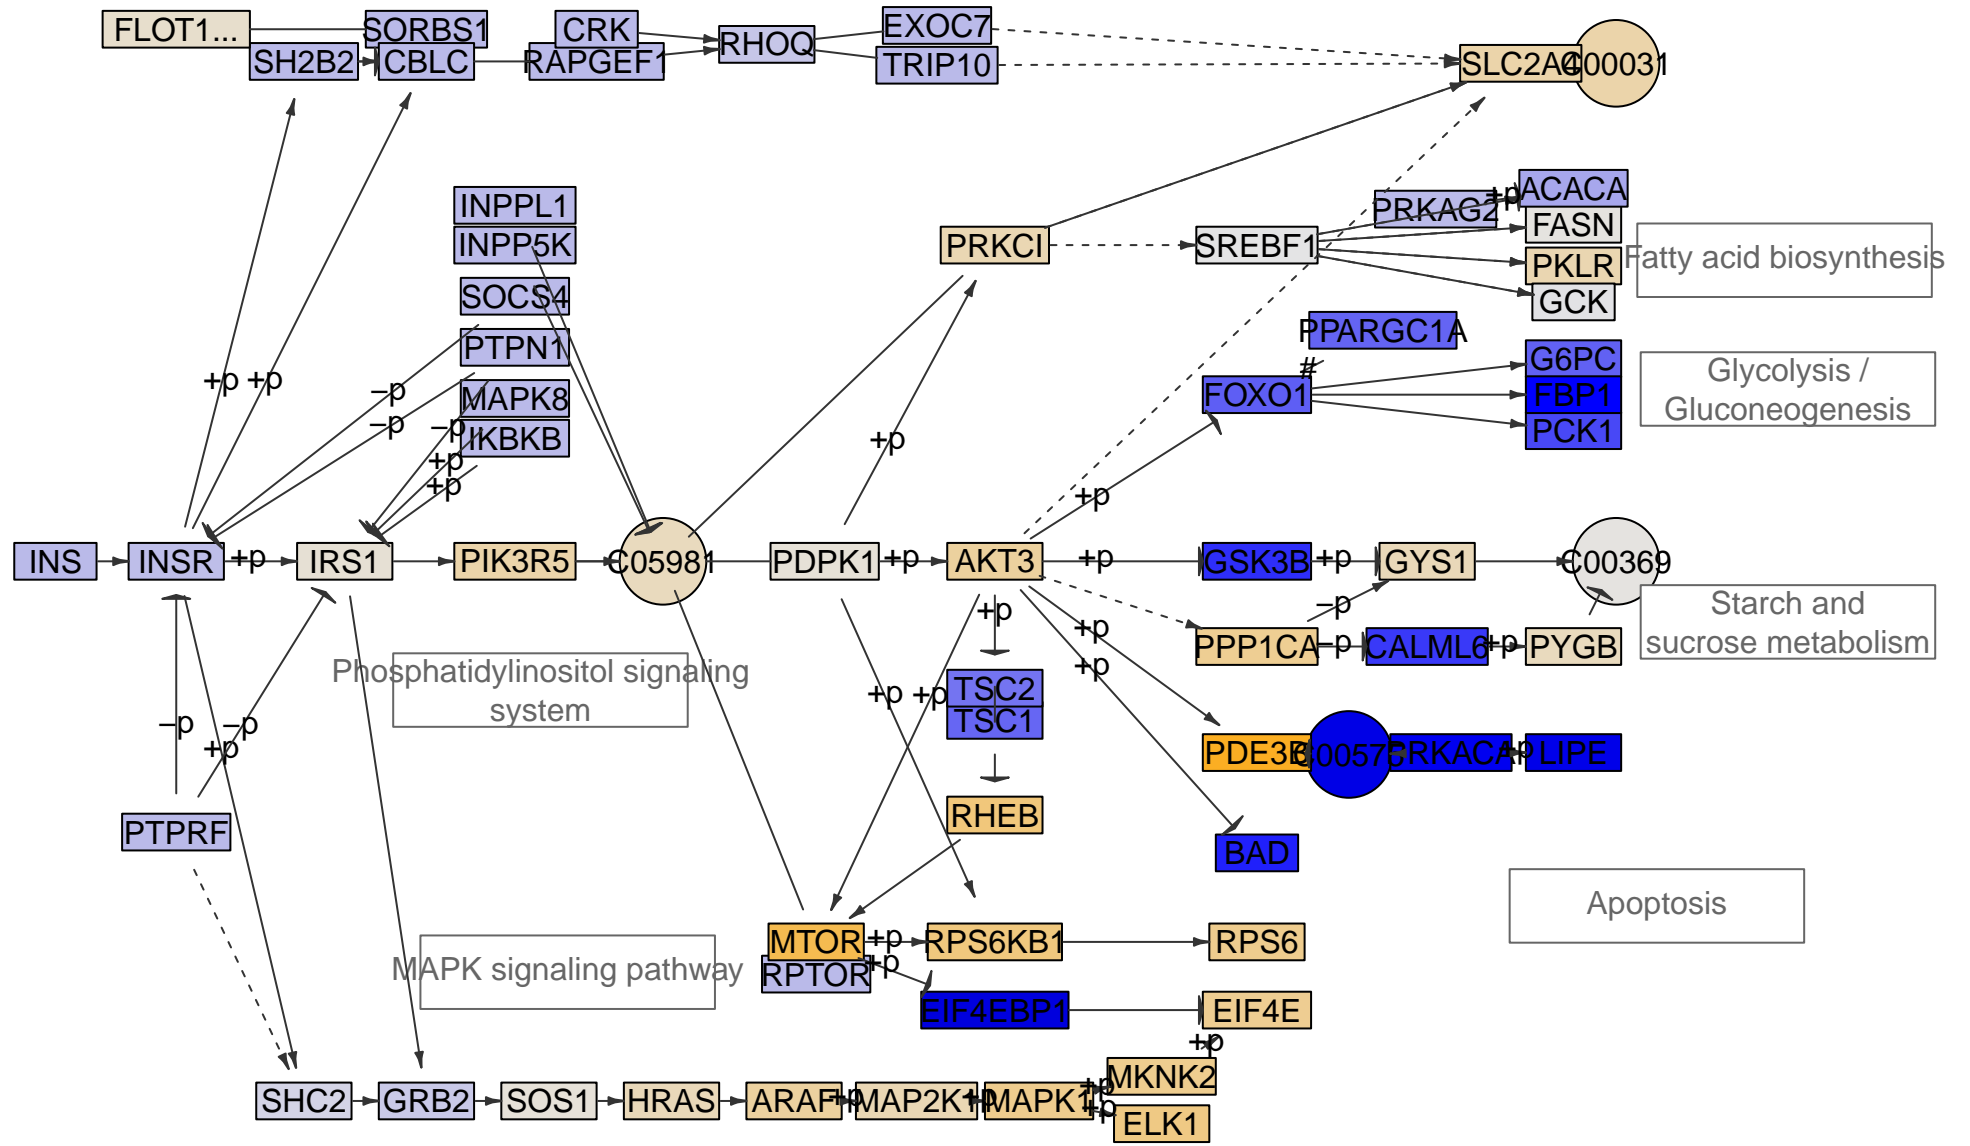 FLOT1...
SORBS1
SH2B2
CBLC
CRK
RAPGEF1
RHOQ
EXOC7
TRIP10
SLC2A4
C00031
INPPL1
INPP5K
SOCS4
PTPN1
MAPK8
IKBKB
PRKCI
SREBF1
PRKAG2
+p
ACACA
FASN
PKLR
GCK
Fatty acid biosynthesis
PPARGC1A
#
FOXO1
G6PC
FBP1
PCK1
Glycolysis /
Gluconeogenesis
+p
+p
−p
−p
−p
+p
+p
+p
+p
INS
INSR
+p
IRS1
PIK3R5
C05981
PDPK1
+p
AKT3
+p
GSK3B
+p
GYS1
C00369
−p
PPP1CA
−p
CALML6
+p
PYGB
Starch and
sucrose metabolism
+p
+p
+p
Phosphatidylinositol signaling
system
+p
+p
TSC2
TSC1
−p
+p
−p
PDE3B
C00575
PRKACA
+p
LIPE
PTPRF
RHEB
BAD
Apoptosis
MTOR
RPTOR
+p
+p
RPS6KB1
RPS6
MAPK signaling pathway
EIF4EBP1
EIF4E
+p
SHC2
GRB2
SOS1
HRAS
ARAF
+p
MAP2K1
+p
MAPK1
+p
+p
MKNK2
ELK1